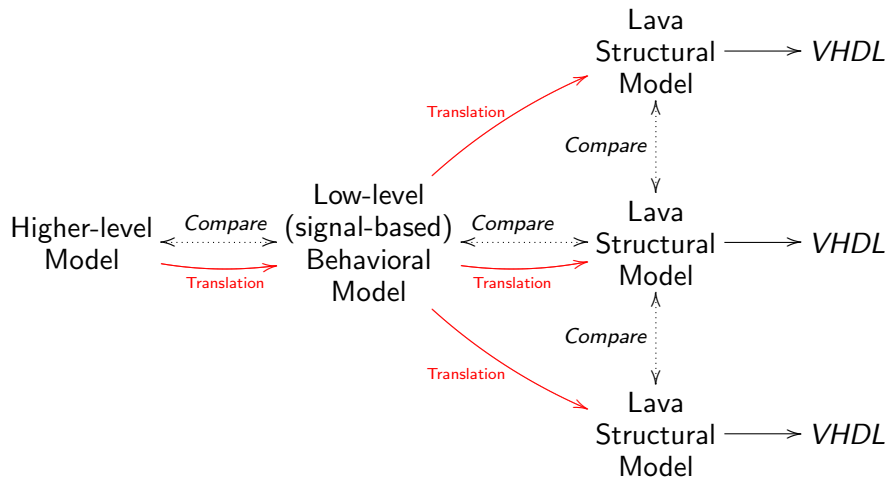 Lava
Structural
Model
VHDL
Translation
Compare
Higher-level
Model
Compare
Translation
Low-level
(signal-based)
Behavioral
Model
Compare
Translation
Lava
Structural
Model
VHDL
Compare
Translation
Lava
Structural
Model
VHDL